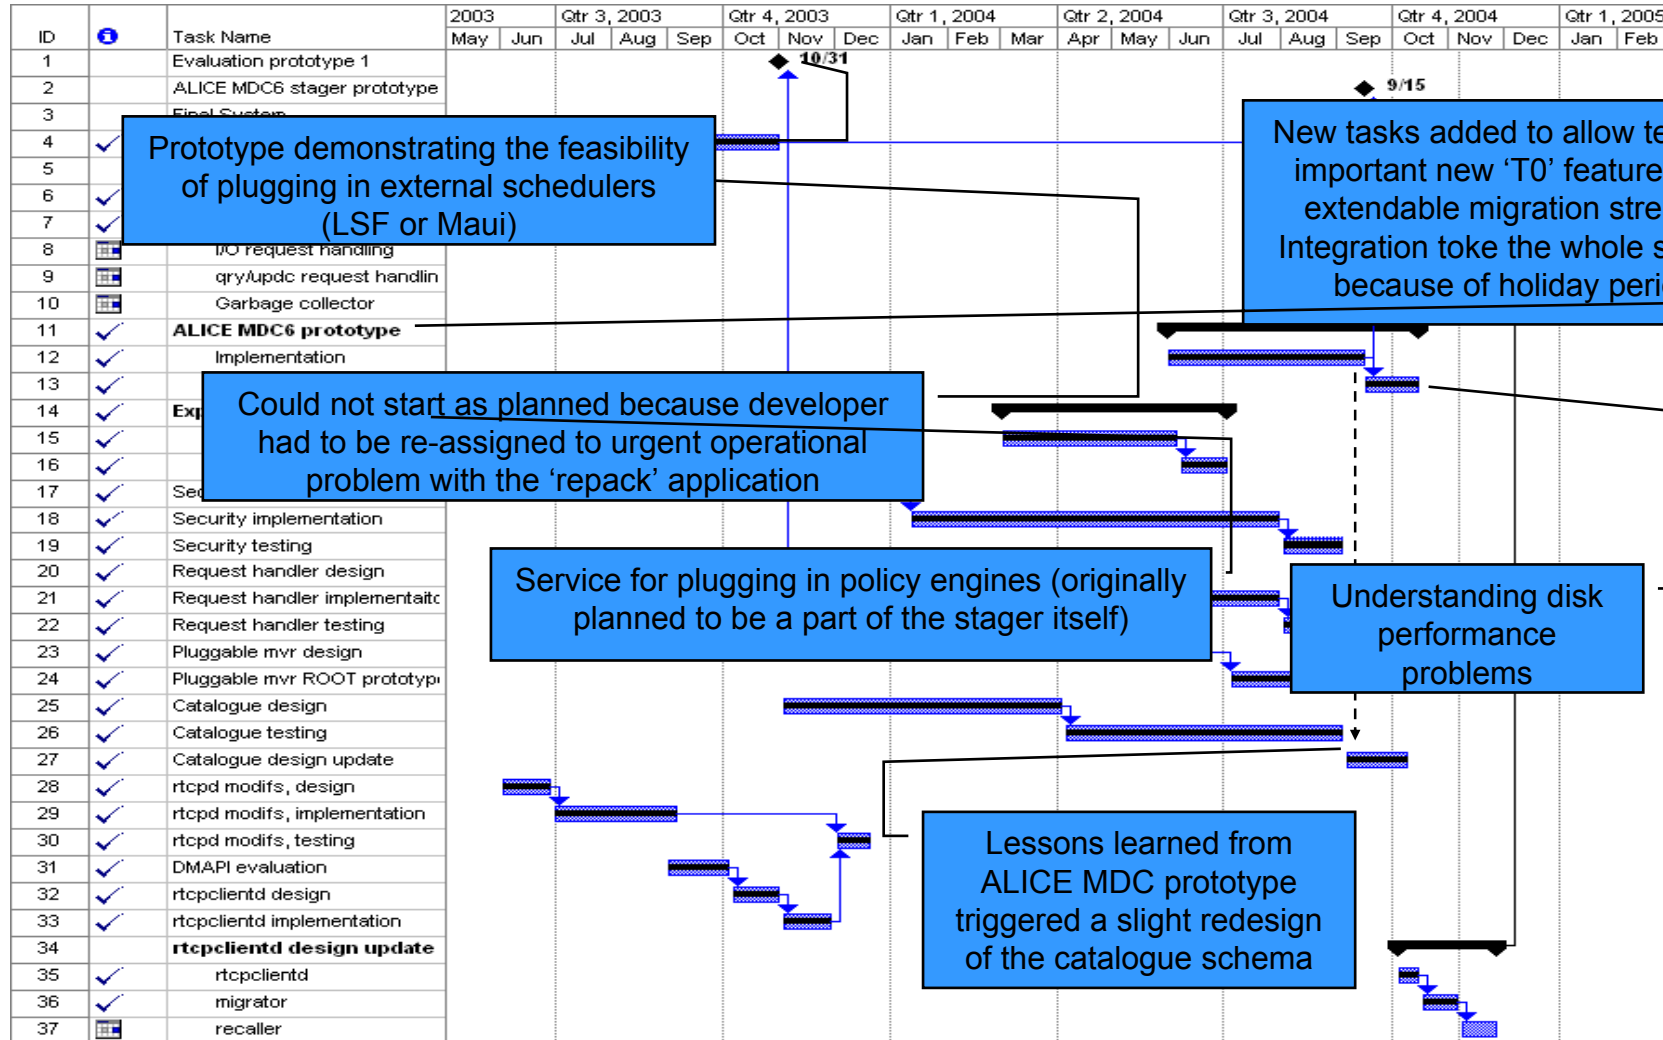 2003 Qtr 3, 2003 Qtr 4, 2003 Qtr 1, 2004 Qtr 2, 2004 Qtr 3, 2004 Qtr 4, 2004 Qtr 1, 2005
ID Task Name May Jun Jul Aug Sep Oct Nov Dec Jan Feb Mar Apr May Jun Jul Aug Sep Oct Nov Dec Jan Feb
1 Evaluation prototype 1 10/31
2 ALICE MDC6 stager prototype 9/15
3 Final System
4
5
6
7
Prototype demonstrating the feasibility
of plugging in external schedulers
(LSF or Maui)
New tasks added to allow te
important new ‘T0’ feature
extendable migration stre
Integration toke the whole s
because of holiday peri
8 I/O request handling
9 qry/updc request handlin
10 Garbage collector
11 ALICE MDC6 prototype
12 Implementation
13
14 Exp
15
16
17 Sec
Could not start as planned because developer
had to be re-assigned to urgent operational
problem with the ‘repack’ application
18 Security implementation
19 Security testing
20 Request handler design
21 Request handler implementaitc
22 Request handler testing
23 Pluggable mvr design
24 Pluggable mvr ROOT prototyp
Service for plugging in policy engines (originally
planned to be a part of the stager itself)
Understanding disk
performance
problems
25 Catalogue design
26 Catalogue testing
27 Catalogue design update
28 rtcpd modifs, design
29 rtcpd modifs, implementation
30 rtcpd modifs, testing
31 DMAPI evaluation
32 rtcpclientd design
33 rtcpclientd implementation
34 rtcpclientd design update
35 rtcpclientd
36 migrator
37 recaller
Lessons learned from
ALICE MDC prototype
triggered a slight redesign
of the catalogue schema